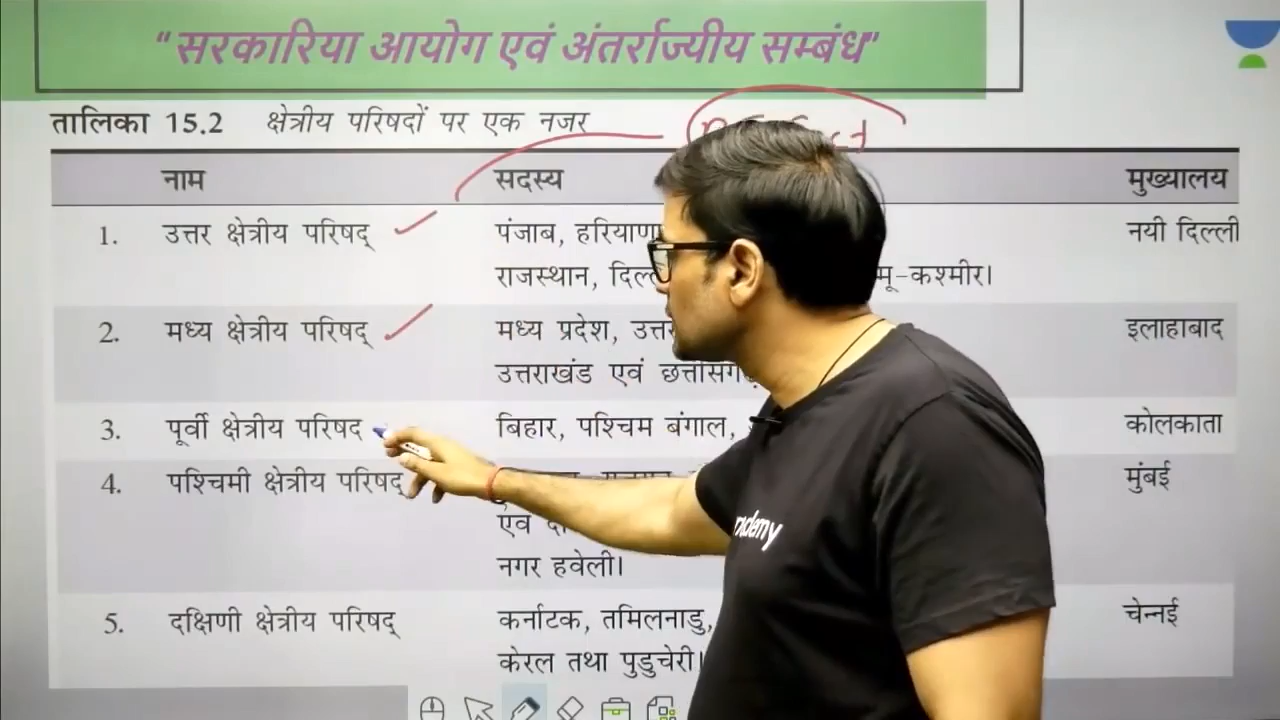 “सरकारिया आयोग एवं अंतर्राज्यीय सम्बंध”
तालिका 15.2 क्षेत्रीय परिषदों पर एक नजर
नाम सदस्य मुख्यालय
1. उत्तर क्षेत्रीय परिषद् पंजाब, हरियाणा नयी दिल्ली
राजस्थान, मू-कश्मीर।
2. मध्य क्षेत्रीय परिषद् मध्य प्रदेश, इलाहाबाद
उत्तराखंड एवं
3. पूर्वी क्षेत्रीय परिषद बिहार, पश्चिम बंगाल, कोलकाता
4. पश्चिमी क्षेत्रीय परिषद् मुंबई
एवं
नगर हवेली।
5. दक्षिणी क्षेत्रीय परिषद् कर्नाटक, तमिलनाडु, चेन्नई
केरल तथा पुडुचेरी।